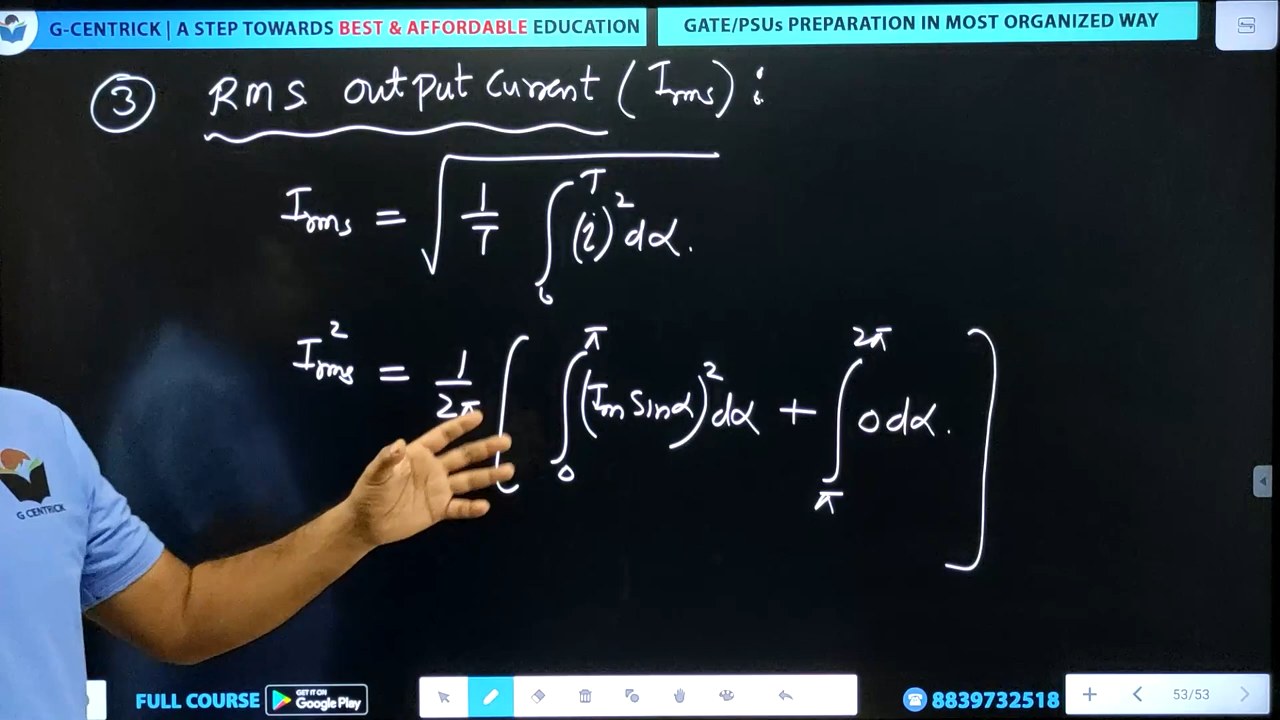 G-CENTRICK | A STEP TOWARDS BEST & AFFORDABLE EDUCATION
GATE/PSUs PREPARATION IN MOST ORGANIZED WAY
③ RMS output Current (Irms) :
Irms = √(1/T ∫₀ᵀ (i)² dα.
Irms² = 1/2π [ ∫₀^π (Im Sinα)² dα + ∫π^2π 0 dα. ]
G CENTRICK
FULL COURSE GET IT ON Google Play
8839732518
53/53